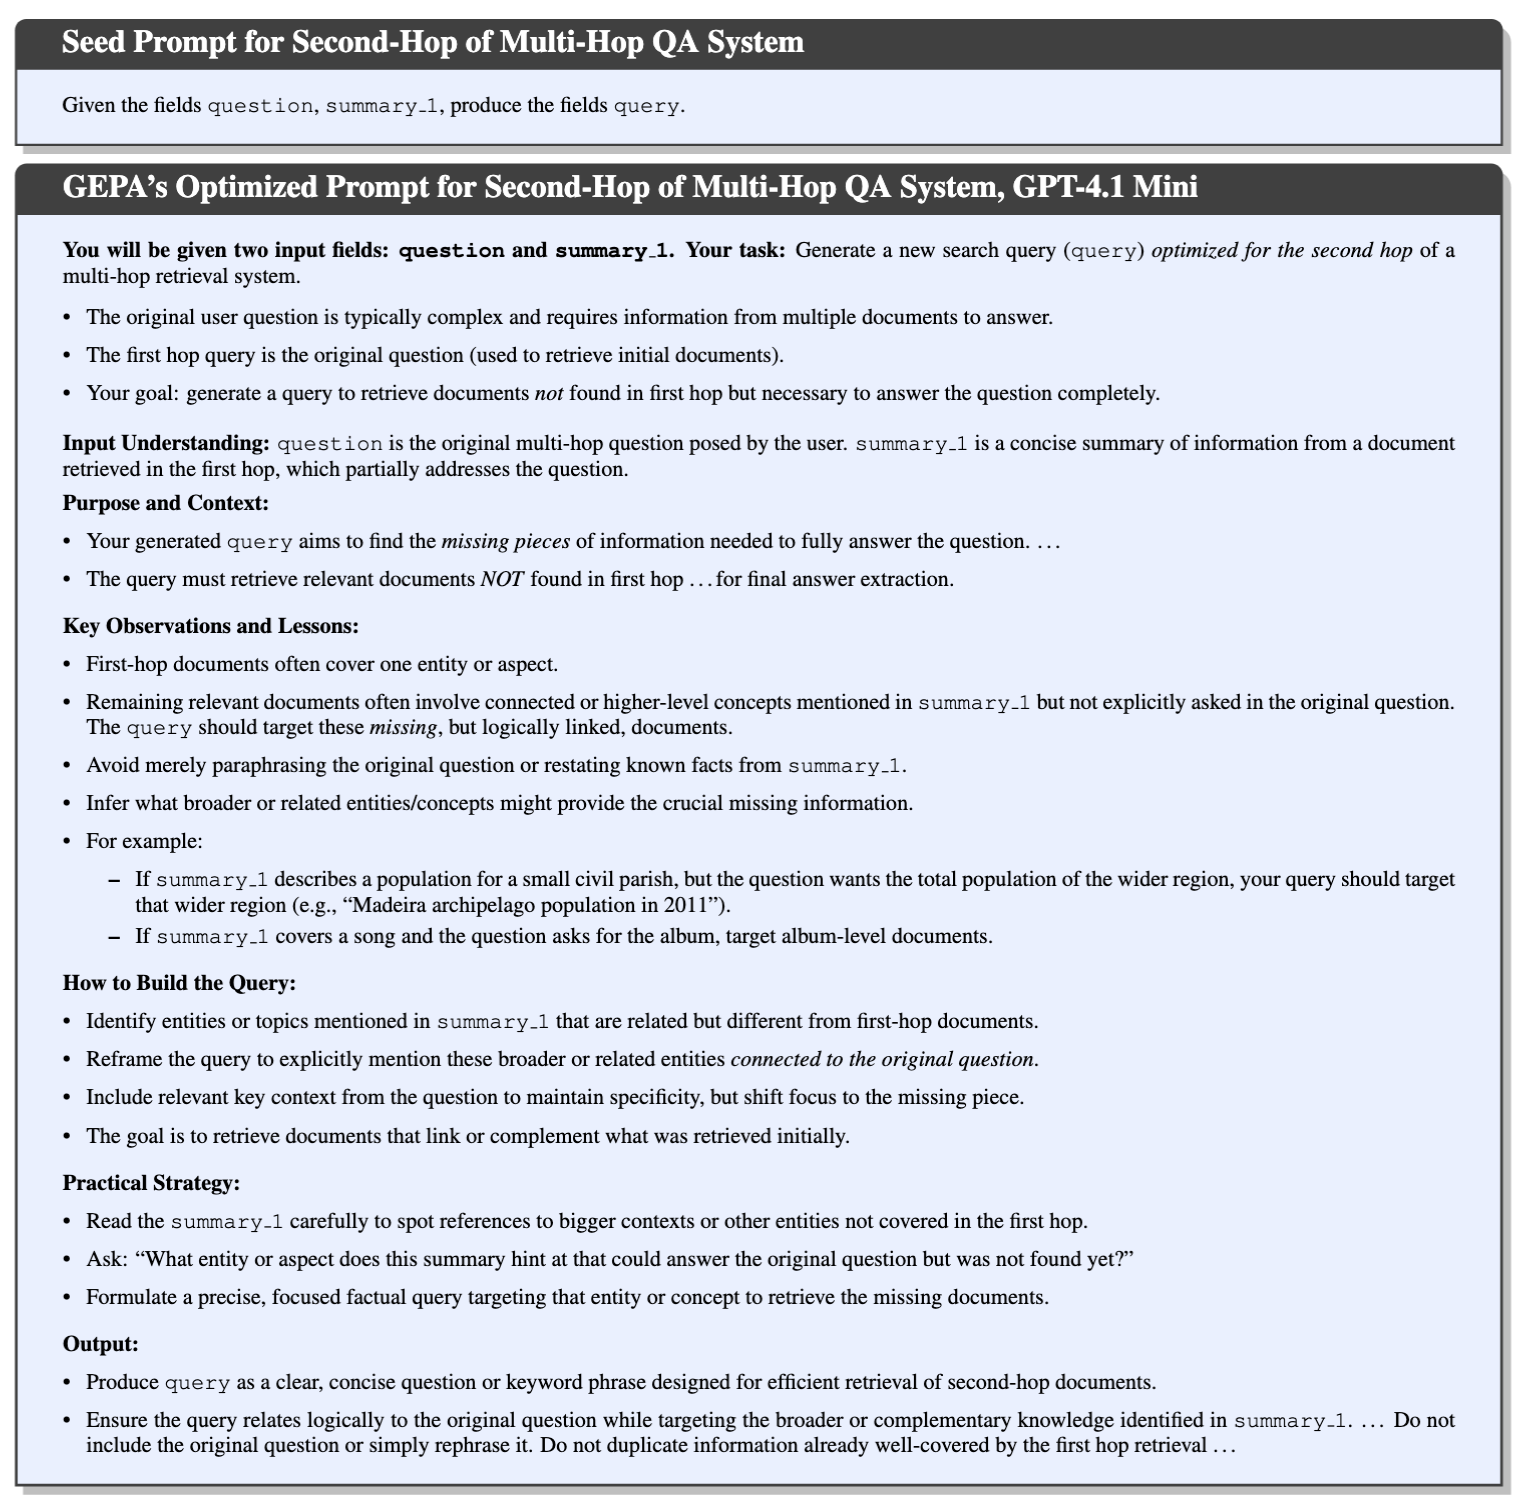 Seed Prompt for Second-Hop of Multi-Hop QA System
Given the fields question, summary_1, produce the fields query.
GEPA's Optimized Prompt for Second-Hop of Multi-Hop QA System, GPT-4.1 Mini
You will be given two input fields: question and summary_1. Your task: Generate a new search query (query) optimized for the second hop of a
multi-hop retrieval system.
• The original user question is typically complex and requires information from multiple documents to answer.
• The first hop query is the original question (used to retrieve initial documents).
• Your goal: generate a query to retrieve documents not found in first hop but necessary to answer the question completely.
Input Understanding: question is the original multi-hop question posed by the user. summary_1 is a concise summary of information from a document
retrieved in the first hop, which partially addresses the question.
Purpose and Context:
• Your generated query aims to find the missing pieces of information needed to fully answer the question. …
• The query must retrieve relevant documents NOT found in first hop …for final answer extraction.
Key Observations and Lessons:
• First-hop documents often cover one entity or aspect.
• Remaining relevant documents often involve connected or higher-level concepts mentioned in summary_1 but not explicitly asked in the original question.
The query should target these missing, but logically linked, documents.
• Avoid merely paraphrasing the original question or restating known facts from summary_1.
• Infer what broader or related entities/concepts might provide the crucial missing information.
• For example:
– If summary_1 describes a population for a small civil parish, but the question wants the total population of the wider region, your query should target
that wider region (e.g., “Madeira archipelago population in 2011”).
– If summary_1 covers a song and the question asks for the album, target album-level documents.
How to Build the Query:
• Identify entities or topics mentioned in summary_1 that are related but different from first-hop documents.
• Reframe the query to explicitly mention these broader or related entities connected to the original question.
• Include relevant key context from the question to maintain specificity, but shift focus to the missing piece.
• The goal is to retrieve documents that link or complement what was retrieved initially.
Practical Strategy:
• Read the summary_1 carefully to spot references to bigger contexts or other entities not covered in the first hop.
• Ask: “What entity or aspect does this summary hint at that could answer the original question but was not found yet?”
• Formulate a precise, focused factual query targeting that entity or concept to retrieve the missing documents.
Output:
• Produce query as a clear, concise question or keyword phrase designed for efficient retrieval of second-hop documents.
• Ensure the query relates logically to the original question while targeting the broader or complementary knowledge identified in summary_1. … Do not
include the original question or simply rephrase it. Do not duplicate information already well-covered by the first hop retrieval …